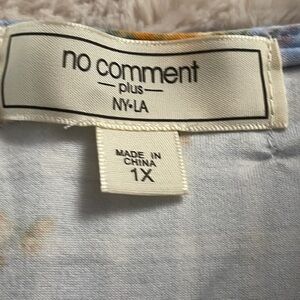 no comment
plus
NY•LA
MADE IN
CHINA
1X